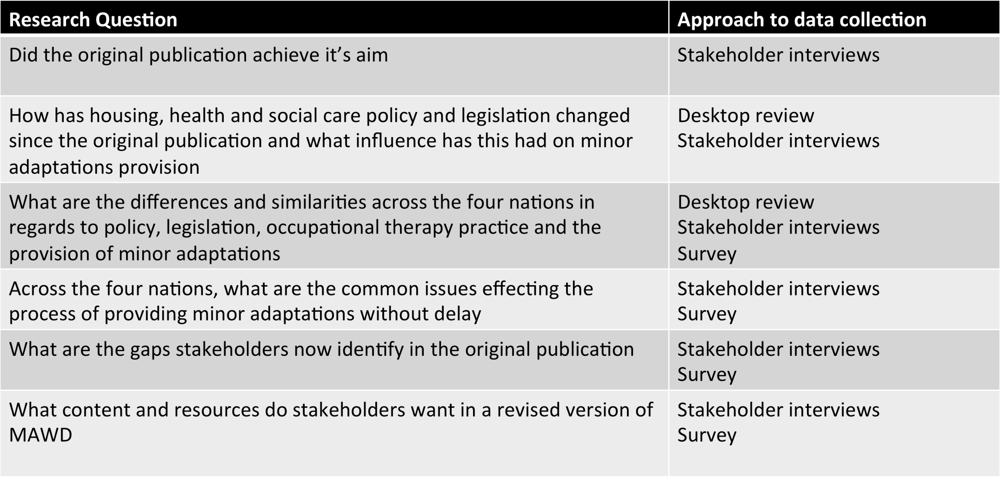 Research Question
Approach to data collection
Did the original publication achieve it’s aim
Stakeholder interviews
How has housing, health and social care policy and legislation changed
since the original publication and what influence has this had on minor
adaptations provision
Desktop review
Stakeholder interviews
What are the differences and similarities across the four nations in
regards to policy, legislation, occupational therapy practice and the
provision of minor adaptations
Desktop review
Stakeholder interviews
Survey
Across the four nations, what are the common issues effecting the
process of providing minor adaptations without delay
Stakeholder interviews
Survey
What are the gaps stakeholders now identify in the original publication
Stakeholder interviews
Survey
What content and resources do stakeholders want in a revised version of
MAWD
Stakeholder interviews
Survey